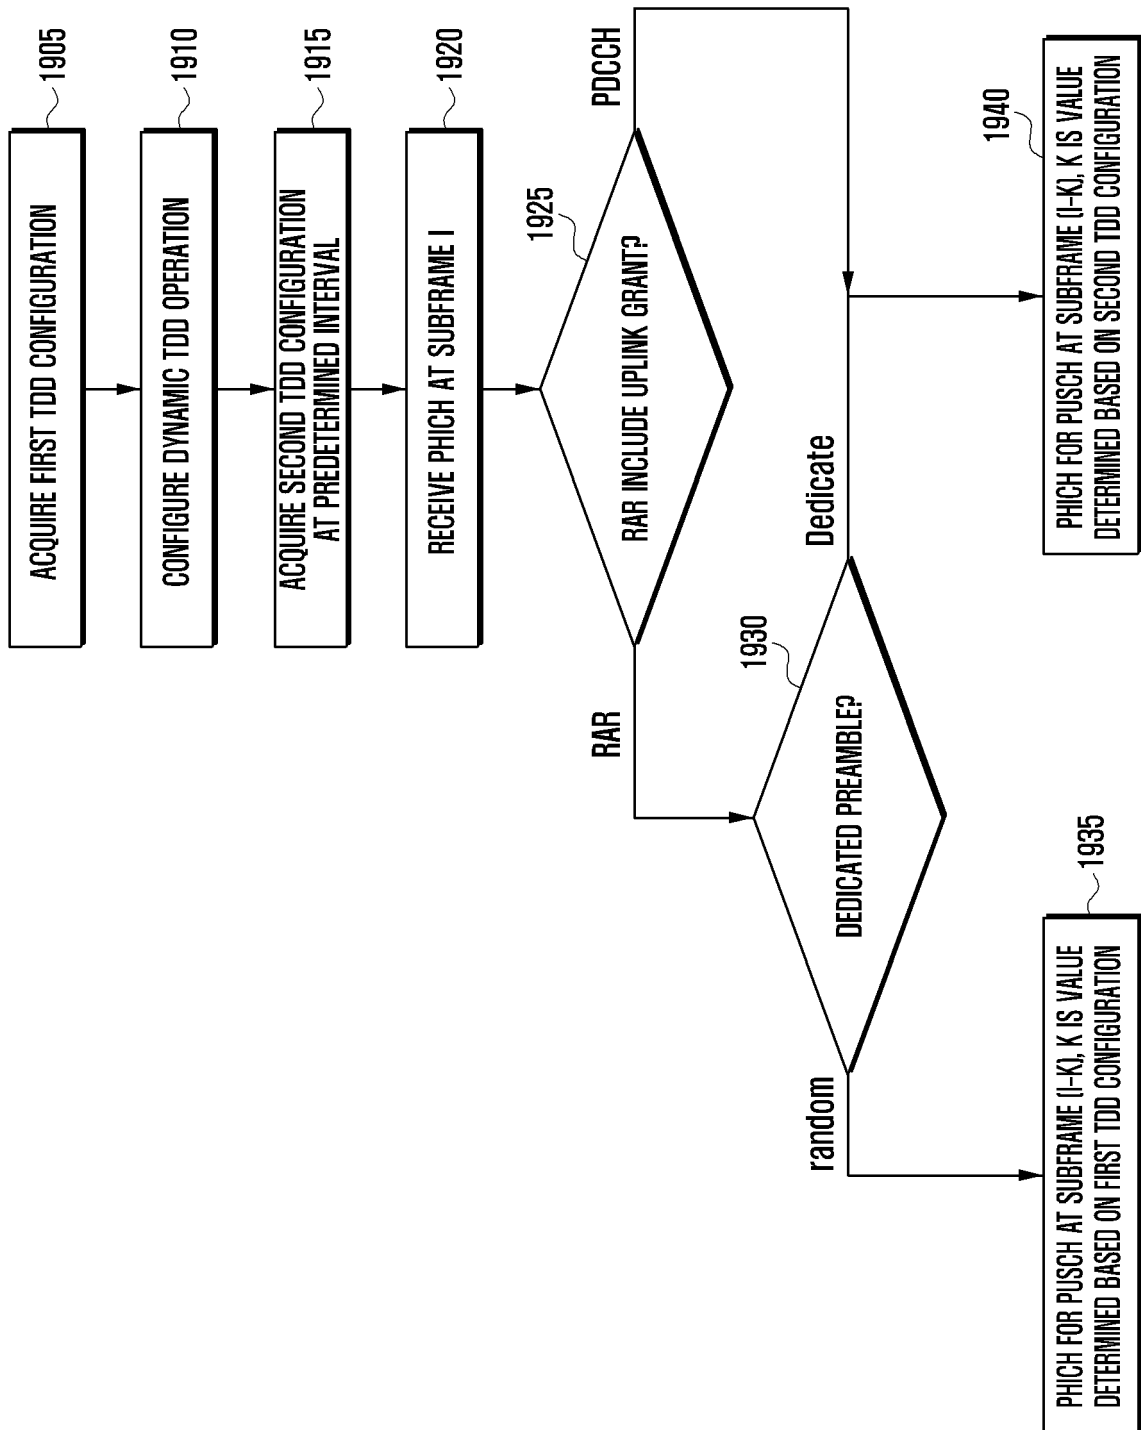 ACQUIRE FIRST TDD CONFIGURATION
1905
CONFIGURE DYNAMIC TDD OPERATION
1910
ACQUIRE SECOND TDD CONFIGURATION
AT PREDETERMINED INTERVAL
1915
RECEIVE PHICH AT SUBFRAME I
1920
RAR INCLUDE UPLINK GRANT?
1925
RAR
PDCCH
DEDICATED PREAMBLE?
1930
random
Dedicate
PHICH FOR PUSCH AT SUBFRAME (I-K), K IS VALUE
DETERMINED BASED ON FIRST TDD CONFIGURATION
1935
PHICH FOR PUSCH AT SUBFRAME (I-K), K IS VALUE
DETERMINED BASED ON SECOND TDD CONFIGURATION
1940